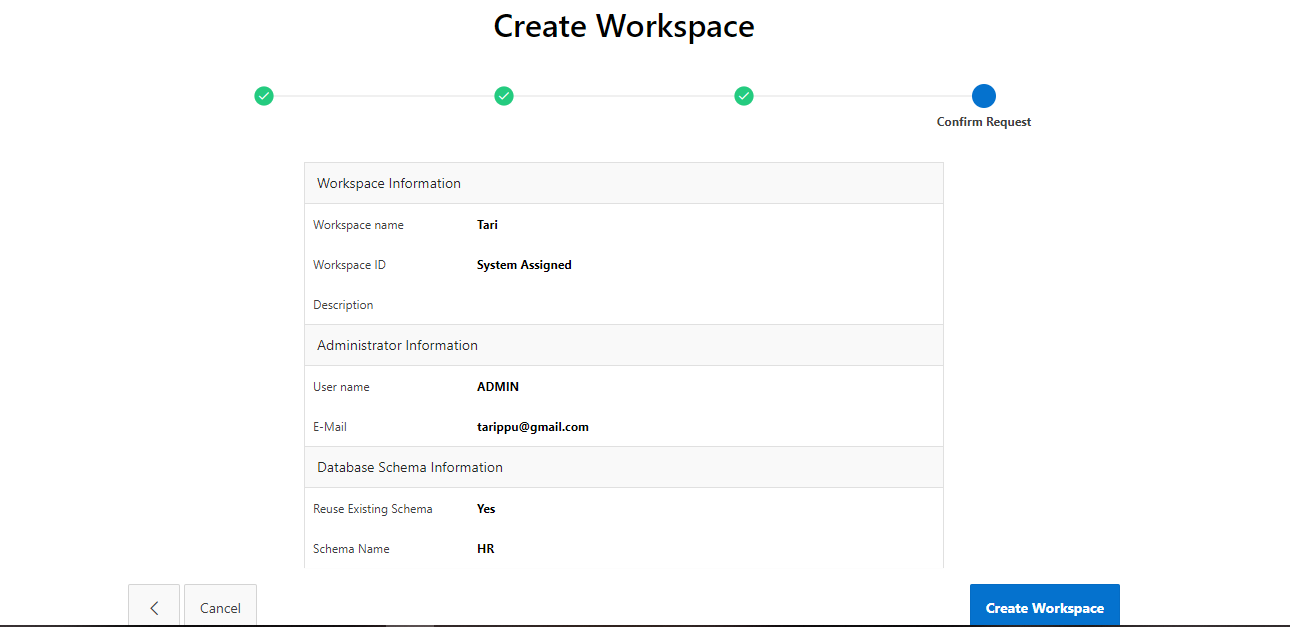 Create Workspace
Confirm Request
Workspace Information
Workspace name Tari
Workspace ID System Assigned
Description
Administrator Information
User name ADMIN
E-Mail tarippu@gmail.com
Database Schema Information
Reuse Existing Schema Yes
Schema Name HR
Cancel Create Workspace